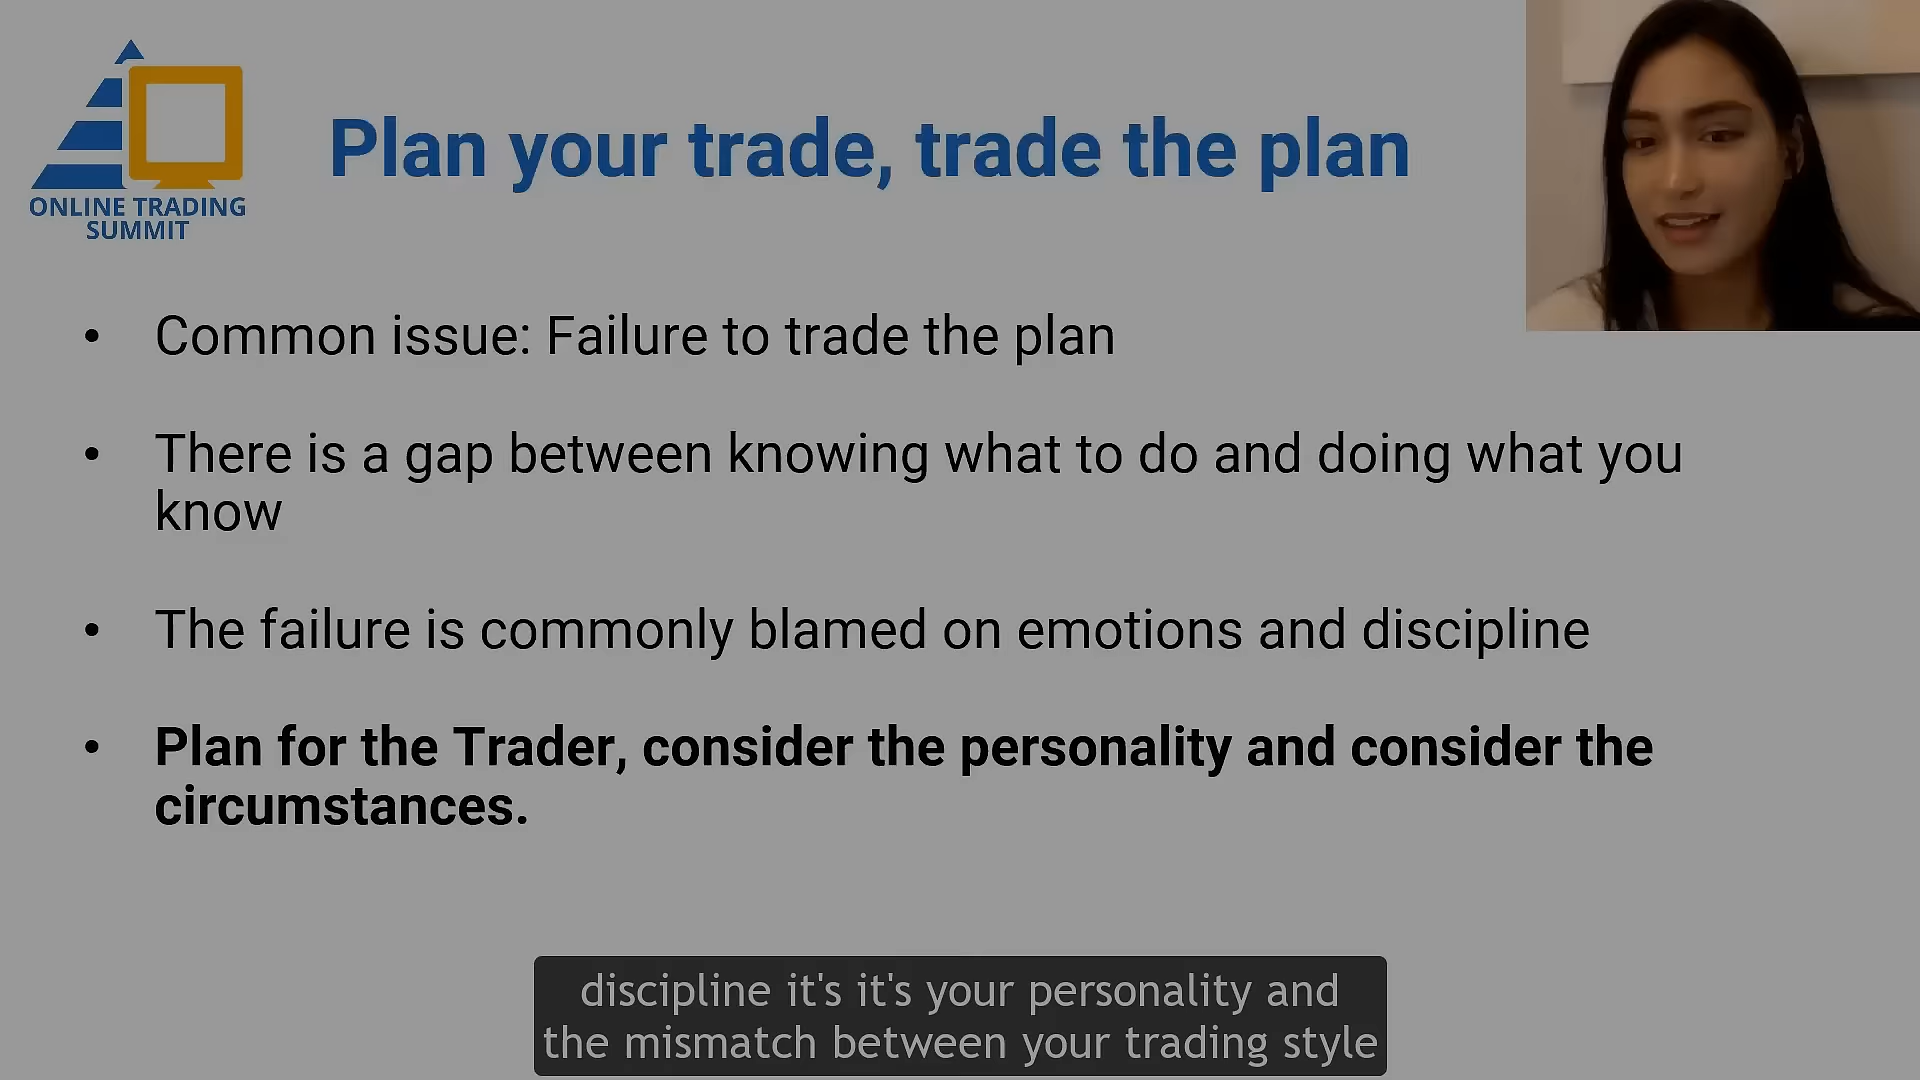 ONLINE TRADING
SUMMIT
Plan your trade, trade the plan
• Common issue: Failure to trade the plan
• There is a gap between knowing what to do and doing what you
know
• The failure is commonly blamed on emotions and discipline
• Plan for the Trader, consider the personality and consider the
circumstances.
discipline it's it's your personality and
the mismatch between your trading style